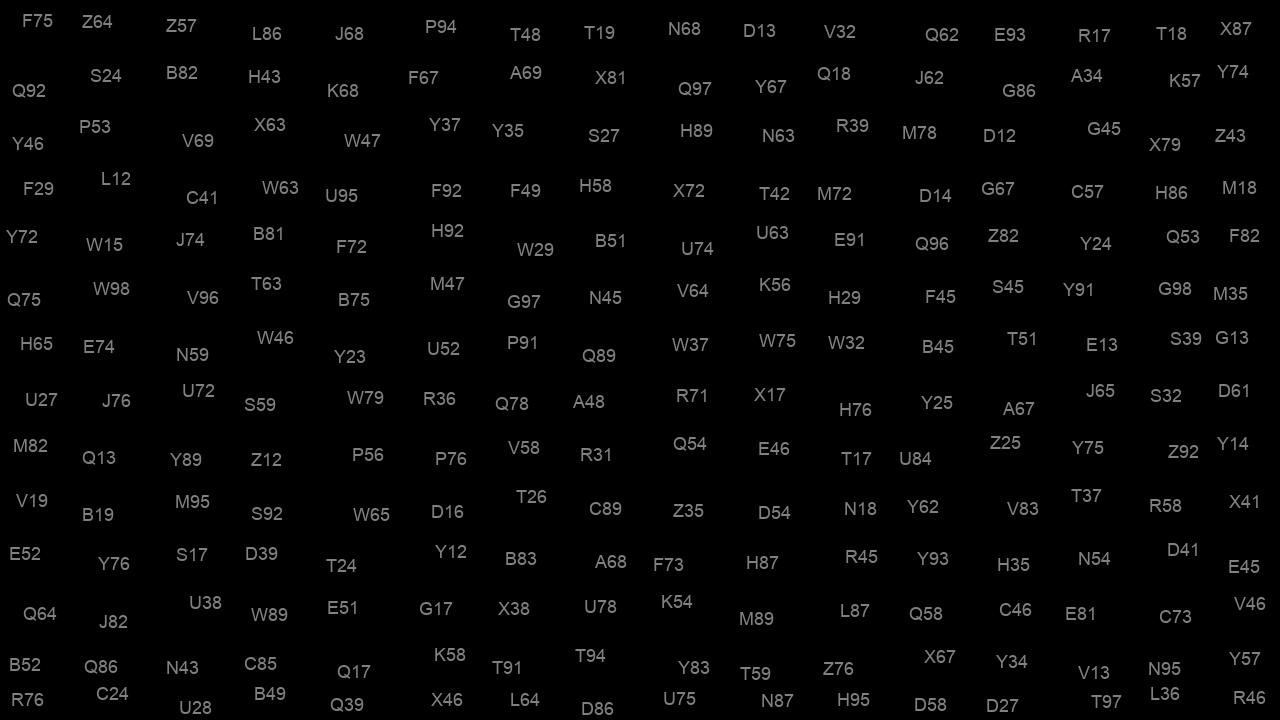 F75 Z64 Z57 L86 J68 P94 T48 T19 N68 D13 V32 Q62 E93 R17 T18 X87
Q92 S24 B82 H43 K68 F67 A69 X81 Q97 Y67 Q18 J62 G86 A34 K57 Y74
Y46 P53 V69 X63 W47 Y37 Y35 S27 H89 N63 R39 M78 D12 G45 X79 Z43
F29 L12 C41 W63 U95 F92 F49 H58 X72 T42 M72 D14 G67 C57 H86 M18
Y72 W15 J74 B81 F72 H92 W29 B51 U74 U63 E91 Q96 Z82 Y24 Q53 F82
Q75 W98 V96 T63 B75 M47 G97 N45 V64 K56 H29 F45 S45 Y91 G98 M35
H65 E74 N59 W46 Y23 U52 P91 Q89 W37 W75 W32 B45 T51 E13 S39 G13
U27 J76 U72 S59 W79 R36 Q78 A48 R71 X17 H76 Y25 A67 J65 S32 D61
M82 Q13 Y89 Z12 P56 P76 V58 R31 Q54 E46 T17 U84 Z25 Y75 Z92 Y14
V19 B19 M95 S92 W65 D16 T26 C89 Z35 D54 N18 Y62 V83 T37 R58 X41
E52 Y76 S17 D39 T24 Y12 B83 A68 F73 H87 R45 Y93 H35 N54 D41 E45
Q64 J82 U38 W89 E51 G17 X38 U78 K54 M89 L87 Q58 C46 E81 C73 V46
B52 Q86 N43 C85 Q17 K58 T91 T94 Y83 T59 Z76 X67 Y34 V13 N95 Y57
R76 C24 U28 B49 Q39 X46 L64 D86 U75 N87 H95 D58 D27 T97 L36 R46